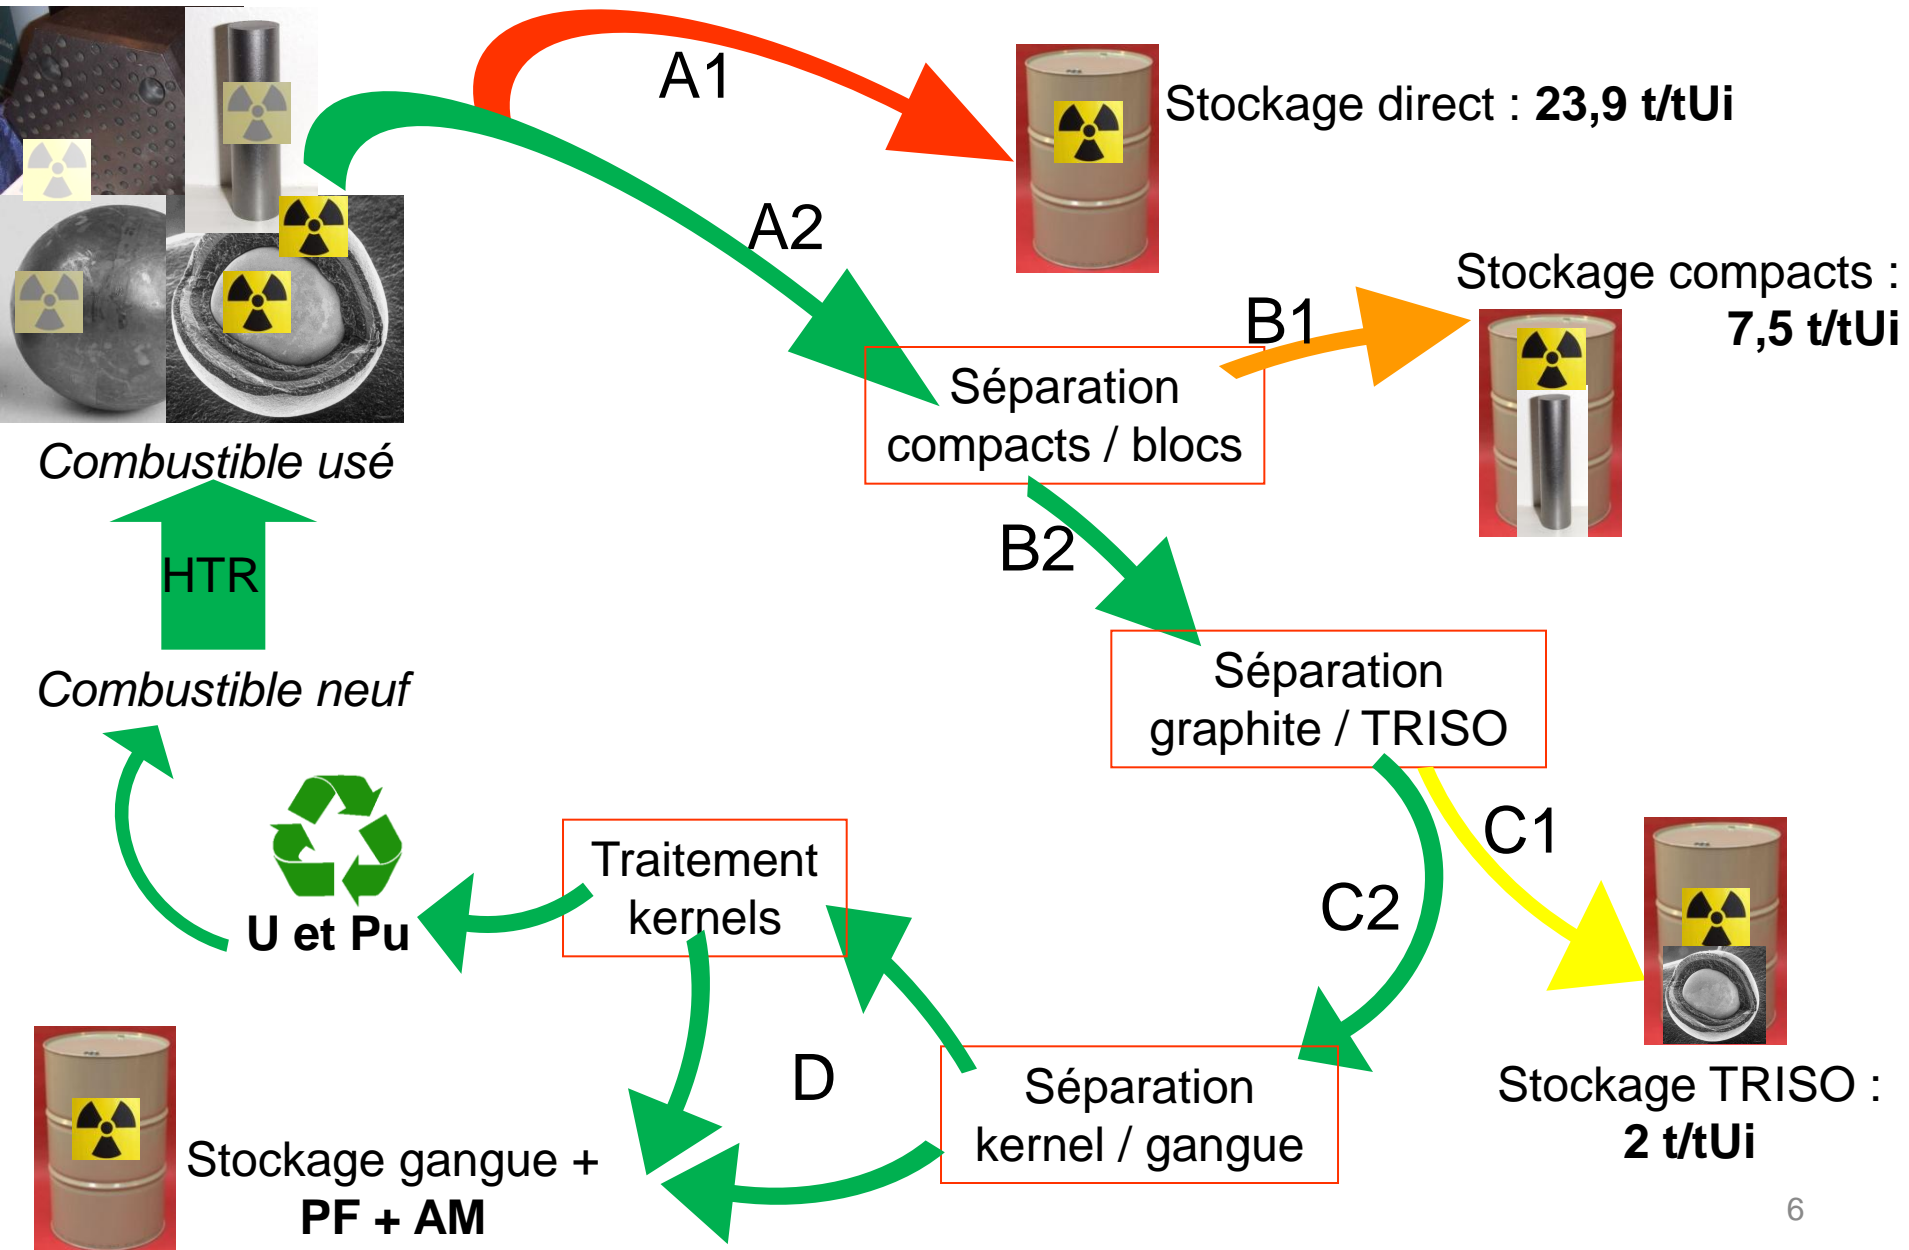 A1
Stockage direct : 23,9 t/tUi
A2
Stockage compacts :
7,5 t/tUi
B1
Séparation
compacts / blocs
Combustible usé
B2
HTR
Séparation
graphite / TRISO
Combustible neuf
C1
Traitement
kernels
C2
U et Pu
D
Séparation
kernel / gangue
Stockage TRISO :
2 t/tUi
Stockage gangue +
PF + AM
6